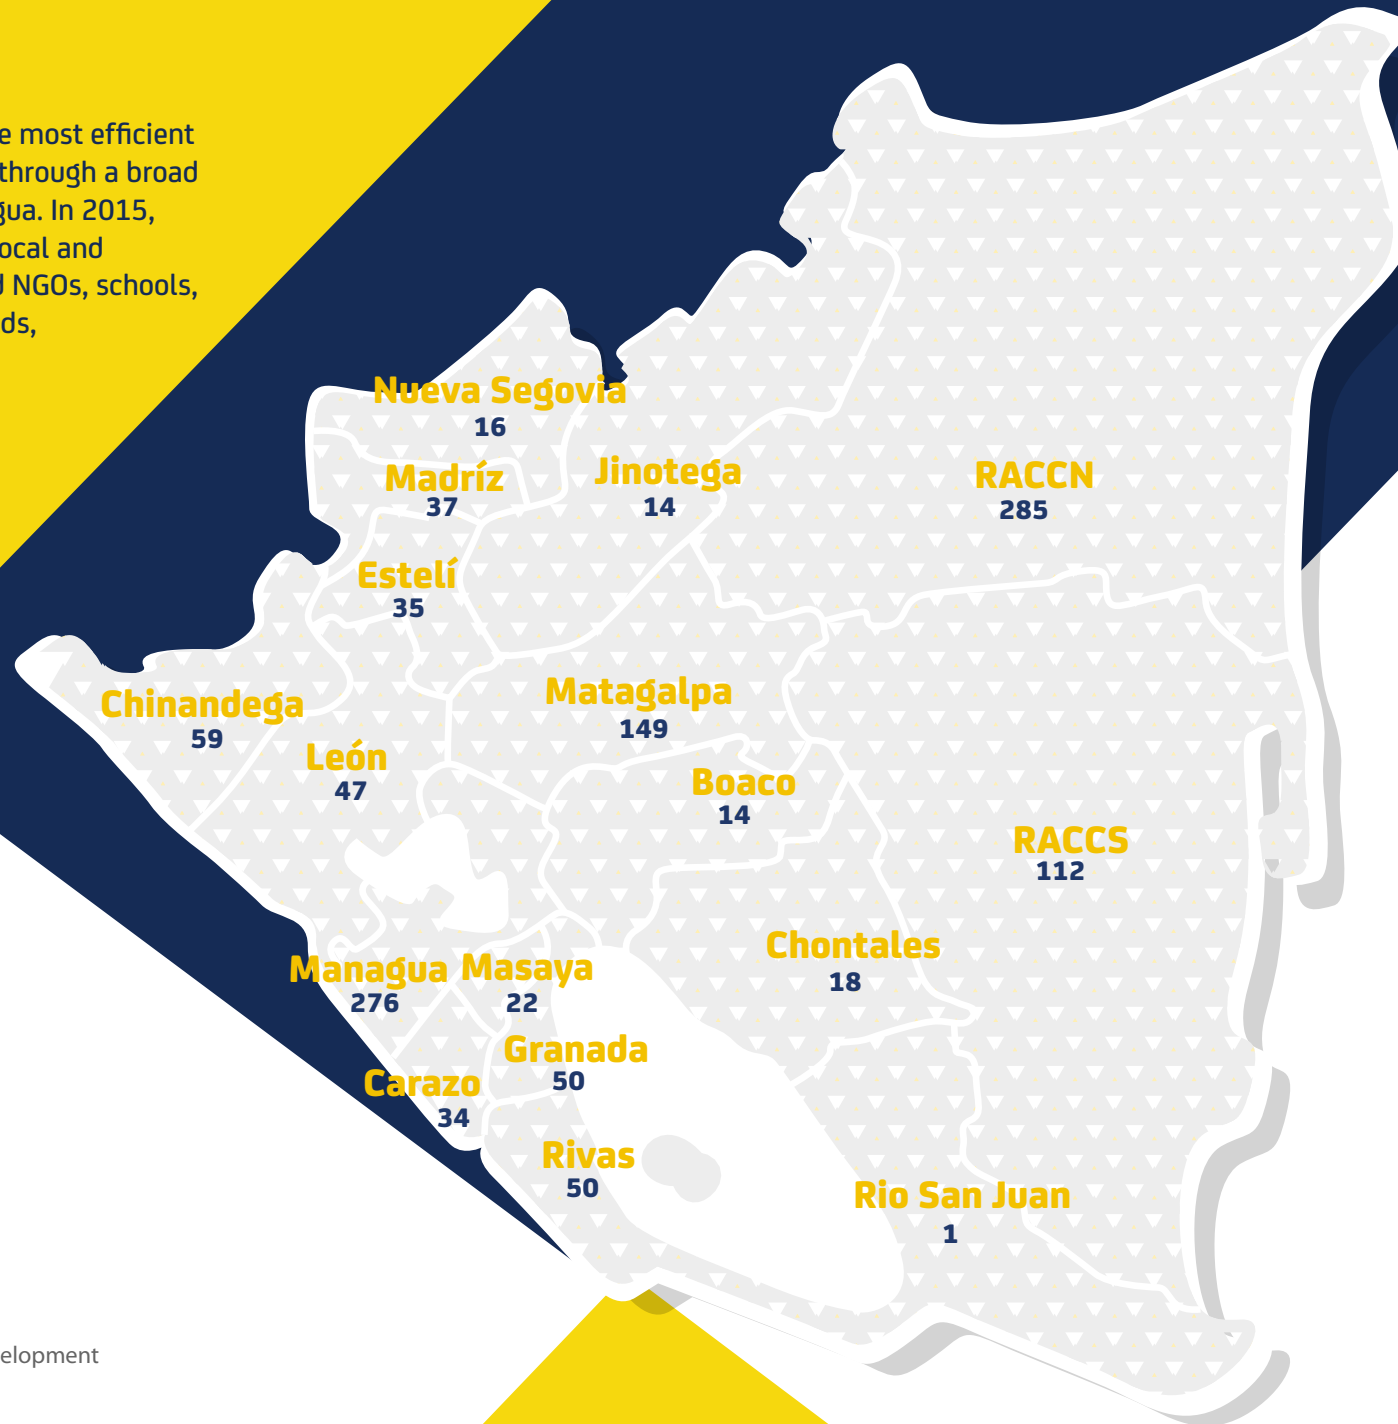 e most efficient
through a broad
gua. In 2015,
ocal and
d NGOs, schools,
ds,
Nueva Segovia
16
Madríz
37
Jinotega
14
RACCN
285
Estelí
35
Chinandega
59
Matagalpa
149
León
47
Boaco
14
RACCS
112
Chontales
18
Managua
276
Masaya
22
Granada
50
Carazo
34
Rivas
50
Rio San Juan
1
elopment